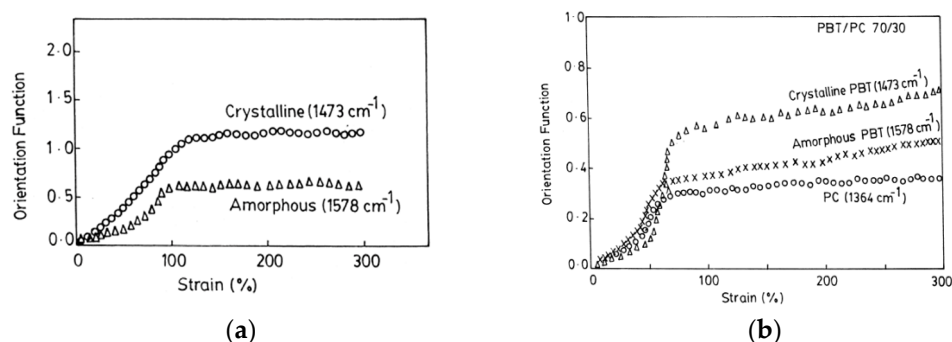 2·0
1·5
1·0
0·5
0·0
Orientation Function
Crystalline (1473 cm⁻¹)
Amorphous (1578 cm⁻¹)
0
100
200
300
Strain (%)
(a)
1·0
0·8
0·6
0·4
0·2
0·0
Orientation Function
PBT/PC 70/30
Crystalline PBT (1473 cm⁻¹)
Amorphous PBT (1578 cm⁻¹)
PC (1364 cm⁻¹)
0
50
100
200
300
Strain (%)
(b)